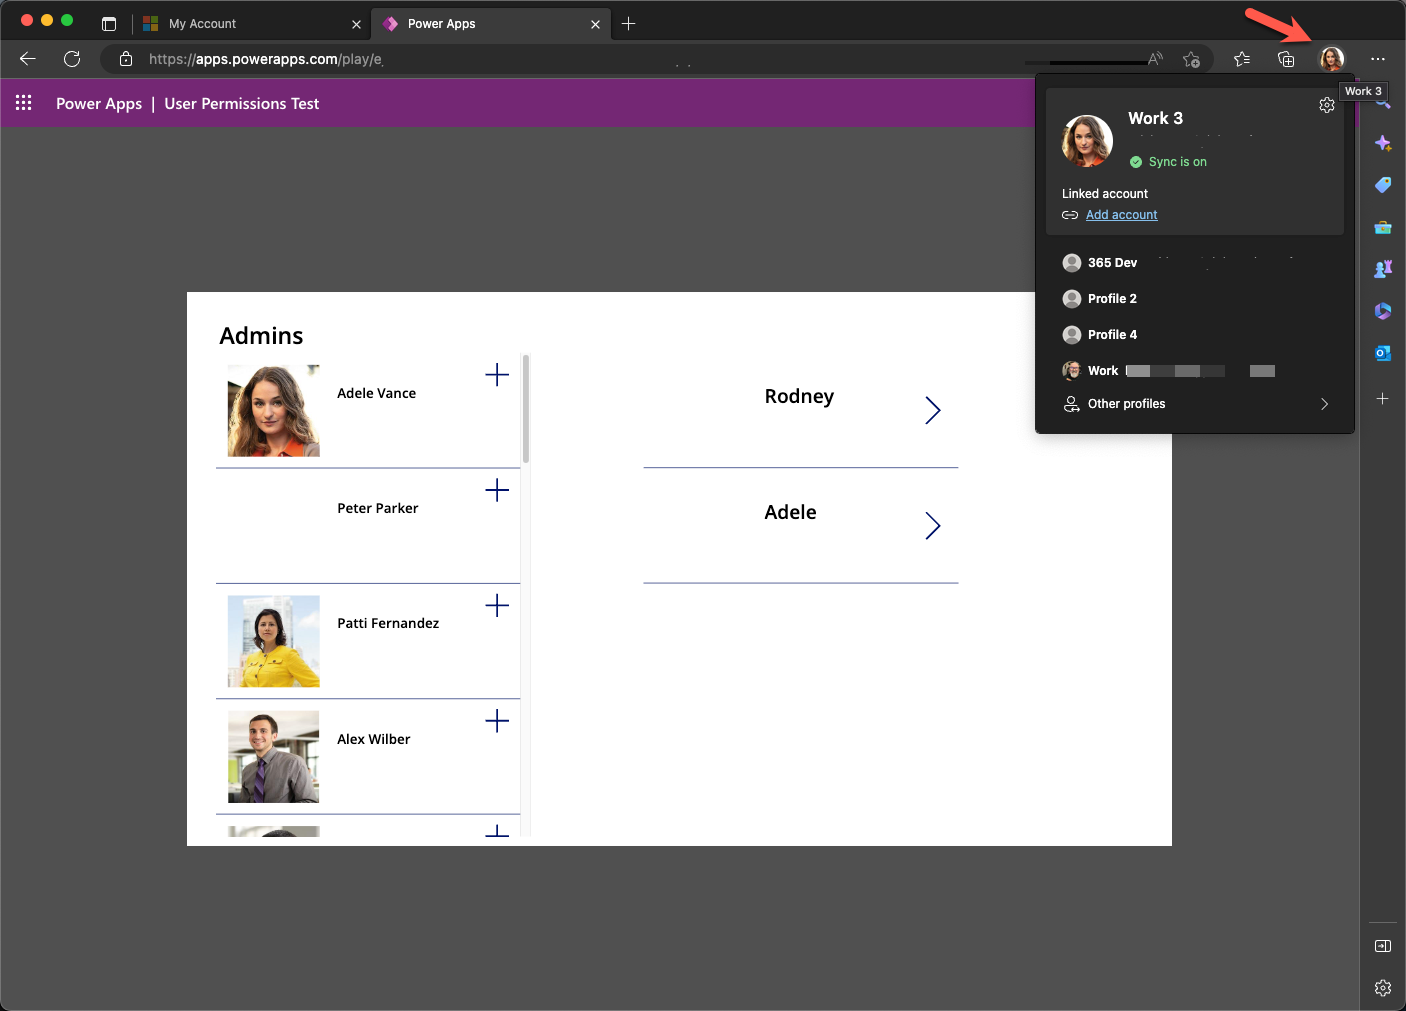 My Account
Power Apps
https://apps.powerapps.com/play/e
Power Apps | User Permissions Test
Work 3
Work 3
Sync is on
Linked account
Add account
365 Dev
Profile 2
Profile 4
Work
Other profiles
Admins
Adele Vance
Peter Parker
Patti Fernandez
Alex Wilber
Rodney
Adele